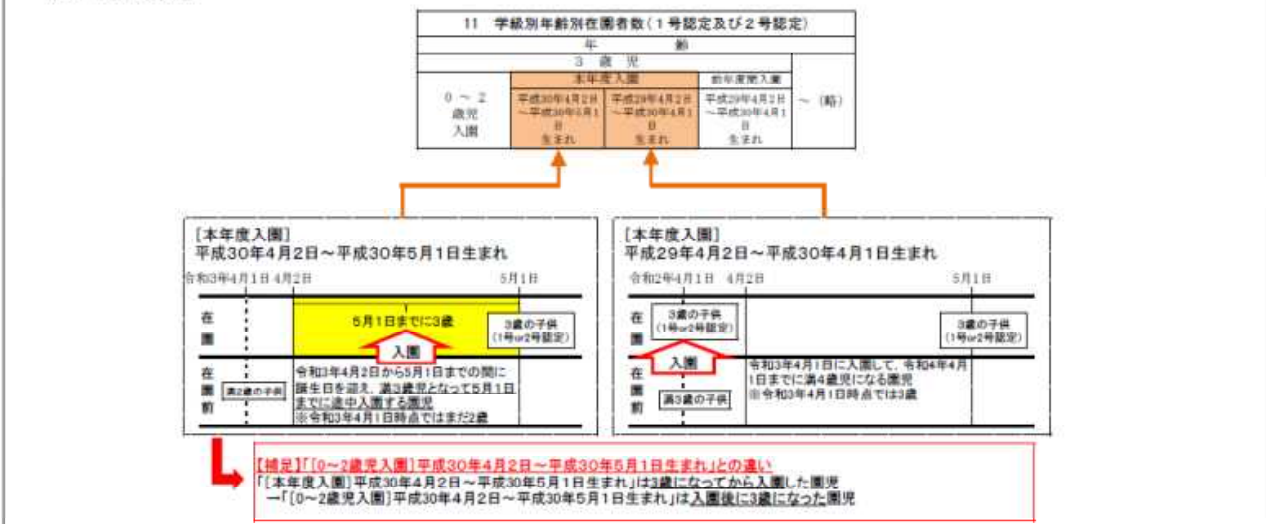 11 学級別年齢別在園者数(1号認定及び2号認定)
年 齢
3 歳 児
本年度入園
前年度間入園
0 ~ 2
歳児
入園
平成30年4月2日
~平成30年5月1
日
生まれ
平成29年4月2日
~平成30年4月1
日
生まれ
平成29年4月2日
~平成30年4月1
日
生まれ
~ (略)
[本年度入園]
平成30年4月2日~平成30年5月1日生まれ
令和3年4月1日 4月2日
5月1日
在
園
5月1日までに3歳
3歳の子供
(1号or2号認定)
入園
在
園
前
満2歳の子供
令和3年4月2日から5月1日までの間に
誕生日を迎え、満3歳児となって5月1日
までに途中入園する園児
※令和3年4月1日時点ではまだ2歳
[本年度入園]
平成29年4月2日~平成30年4月1日生まれ
令和2年4月1日 4月2日
5月1日
在
園
3歳の子供
(1号or2号認定)
3歳の子供
(1号or2号認定)
入園
在
園
前
満3歳の子供
令和3年4月1日に入園して、令和4年4月
1日までに満4歳児になる園児
※令和3年4月1日時点では3歳
【補足】「[0~2歳児入園]平成30年4月2日~平成30年5月1日生まれ」との違い
「[本年度入園]平成30年4月2日~平成30年5月1日生まれ」は3歳になってから入園した園児
→「[0~2歳児入園]平成30年4月2日~平成30年5月1日生まれ」は入園後に3歳になった園児